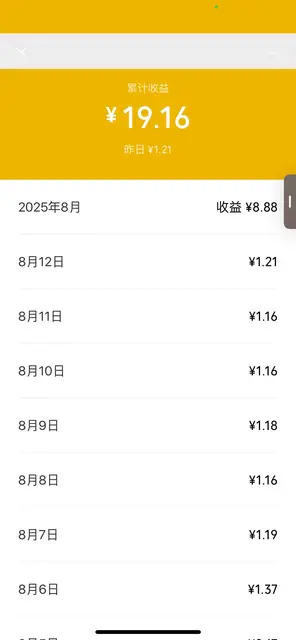 累计收益
¥19.16
昨日 ¥1.21
2025年8月 收益 ¥8.88
8月12日 ¥1.21
8月11日 ¥1.16
8月10日 ¥1.16
8月9日 ¥1.18
8月8日 ¥1.16
8月7日 ¥1.19
8月6日 ¥1.37